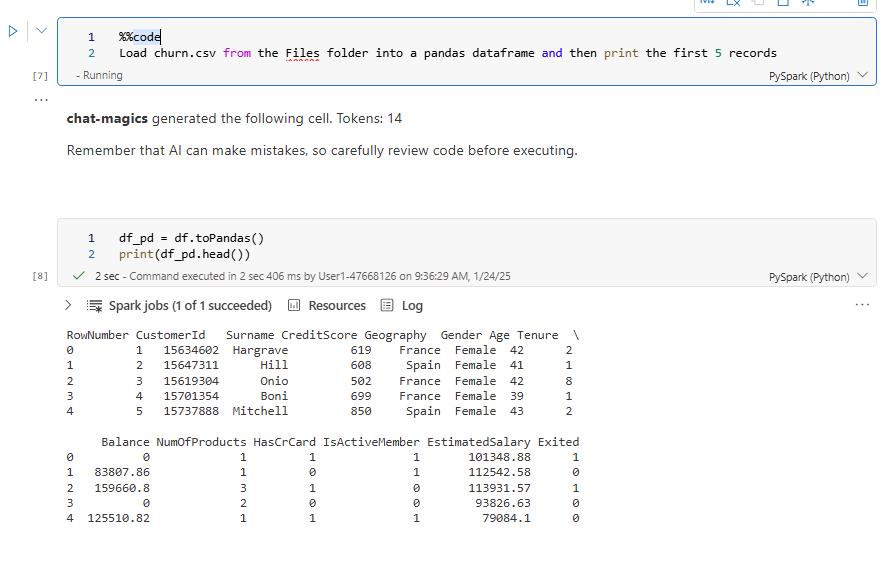 1 %%code
2 Load churn.csv from the Files folder into a pandas dataframe and then print the first 5 records
[7] - Running PySpark (Python)
...
chat-magics generated the following cell. Tokens: 14
Remember that AI can make mistakes, so carefully review code before executing.
1 df_pd = df.toPandas()
2 print(df_pd.head())
[8] 2 sec - Command executed in 2 sec 406 ms by User1-47668126 on 9:36:29 AM, 1/24/25 PySpark (Python)
Spark jobs (1 of 1 succeeded) Resources Log ...
RowNumber CustomerId Surname CreditScore Geography Gender Age Tenure \
0 1 15634602 Hargrave 619 France Female 42 2
1 2 15647311 Hill 608 Spain Female 41 1
2 3 15619304 Onio 502 France Female 42 8
3 4 15701354 Boni 699 France Female 39 1
4 5 15737888 Mitchell 850 Spain Female 43 2
Balance NumOfProducts HasCrCard IsActiveMember EstimatedSalary Exited
0 0 1 1 1 101348.88 1
1 83807.86 1 0 1 112542.58 0
2 159660.8 3 1 0 113931.57 1
3 0 2 0 0 93826.63 0
4 125510.82 1 1 1 79084.1 0